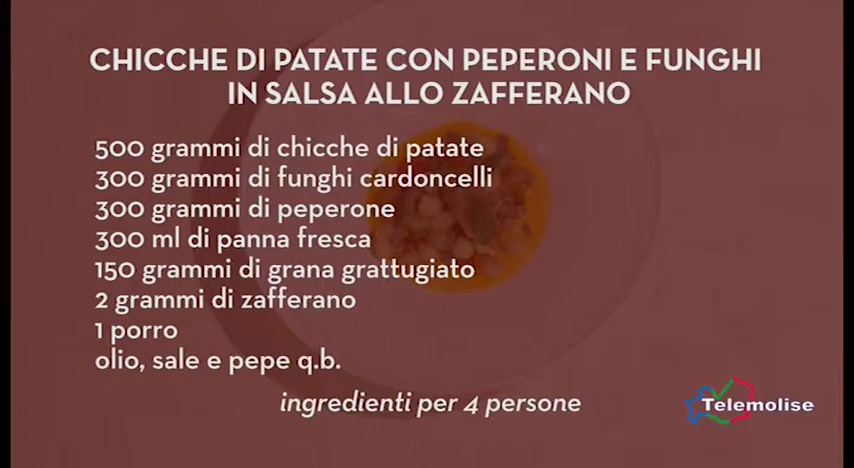 CHICCHE DI PATATE CON PEPERONI E FUNGHI
IN SALSA ALLO ZAFFERANO
500 grammi di chicche di patate
300 grammi di funghi cardoncelli
300 grammi di peperone
300 ml di panna fresca
150 grammi di grana grattugiato
2 grammi di zafferano
1 porro
olio, sale e pepe q.b.
ingredienti per 4 persone
Telemolise